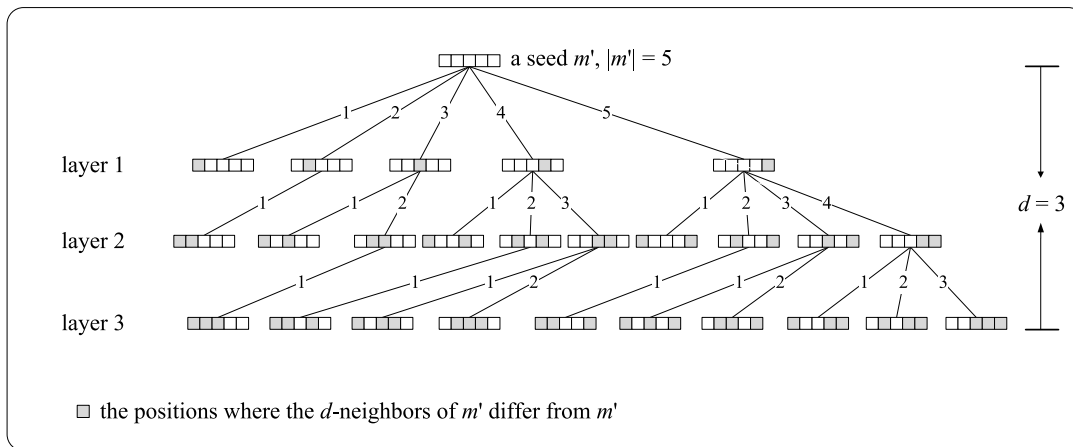 a seed m', |m'| = 5
1 2 3 4 5
layer 1
1 1 2 1 2 3 1 2 3 4
d = 3
layer 2
1 1 1 2 1 1 2 1 2 3
layer 3
the positions where the d-neighbors of m' differ from m'